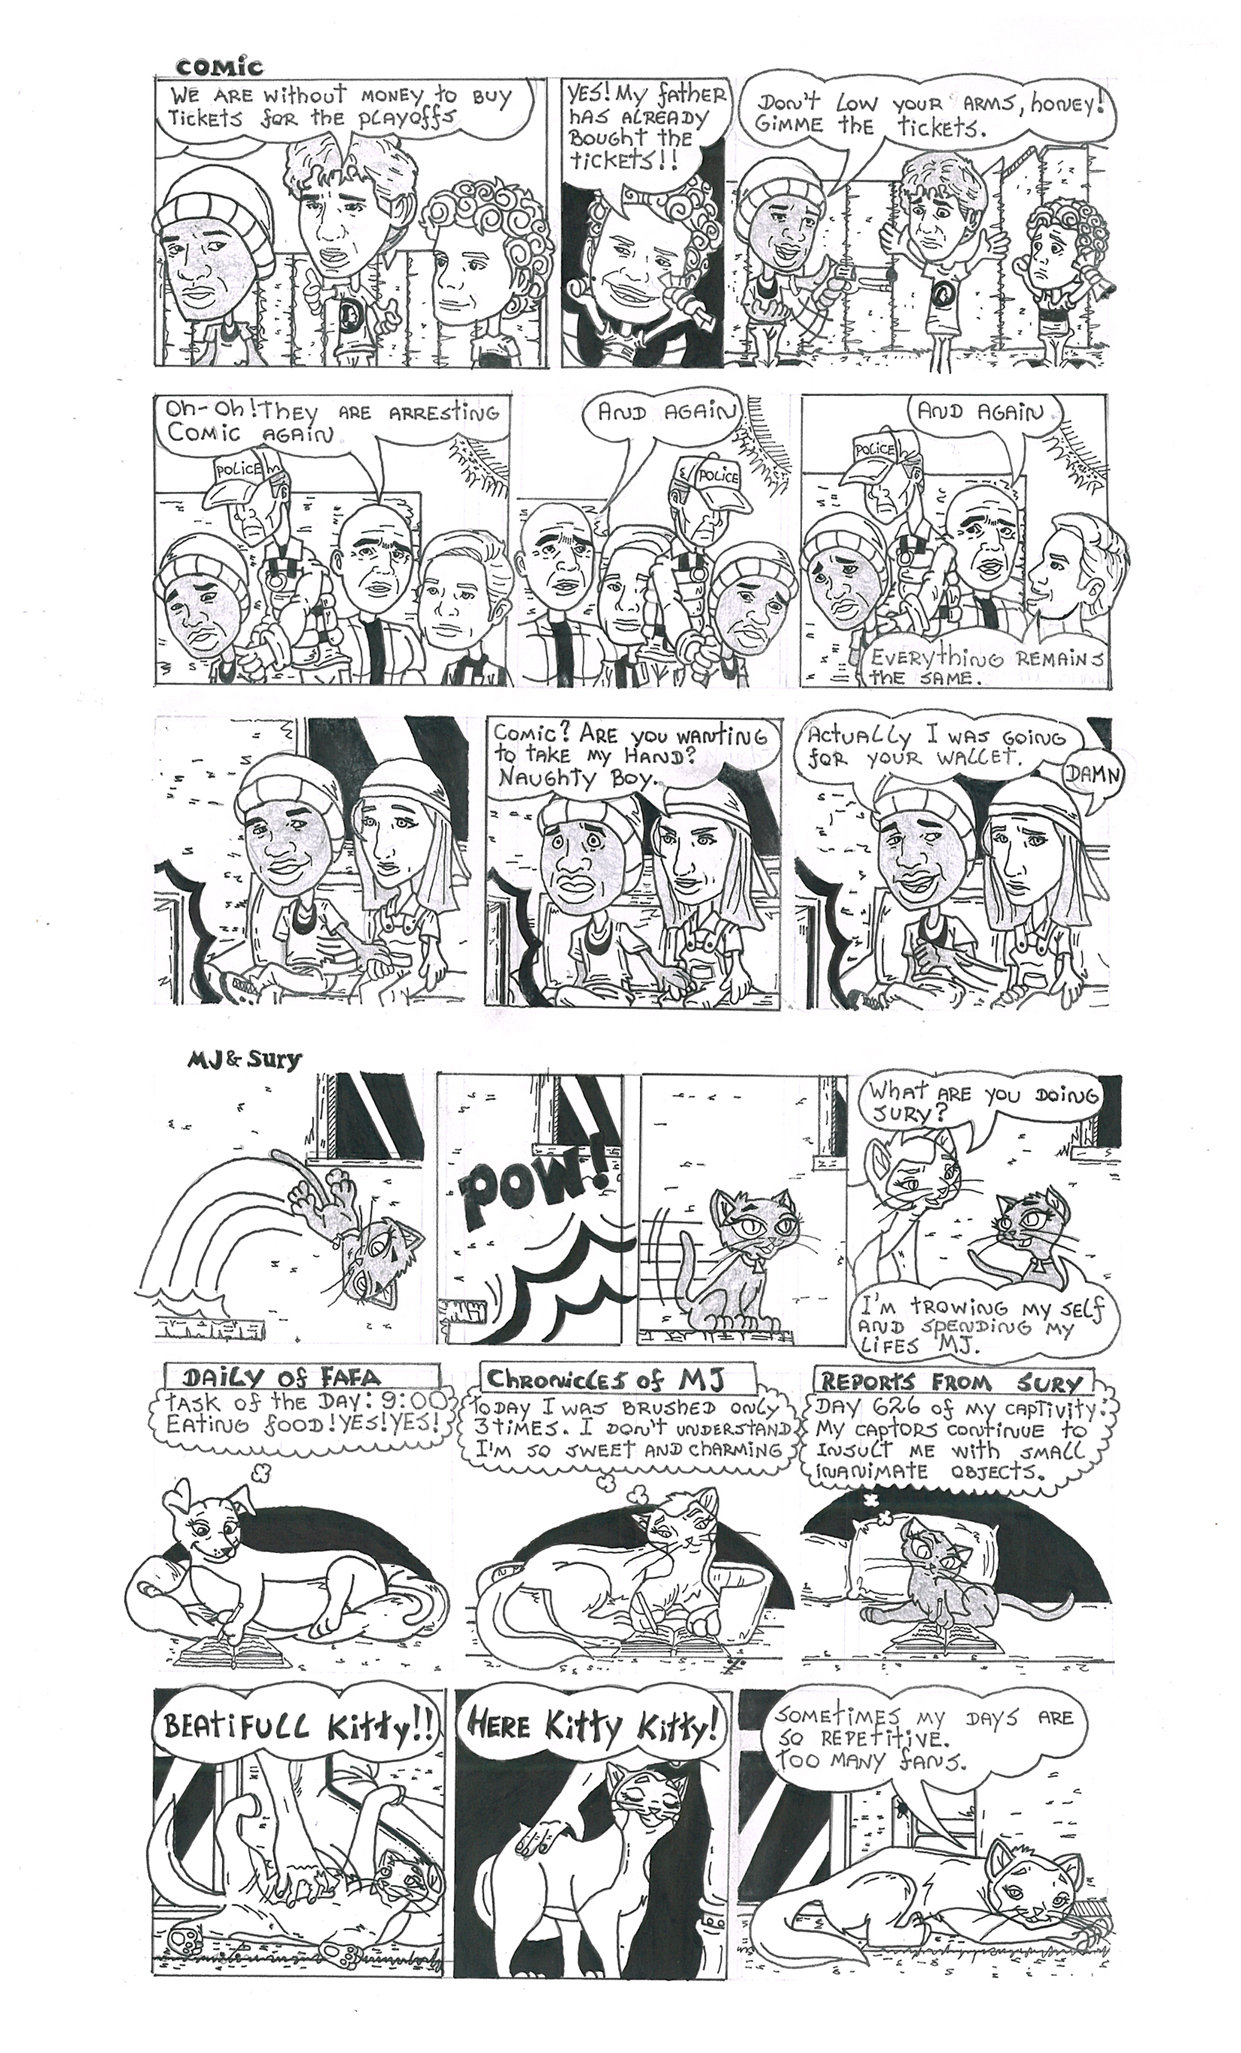 COMIC
WE ARE WITHOUT MONEY TO BUY
TICKETS FOR THE PLAYOFFS
YES! MY FATHER
HAS ALREADY
BOUGHT THE
TICKETS!!
DON'T LOW YOUR ARMS, HONEY!
GIMME THE TICKETS.
OH-OH! THEY ARE ARRESTING
COMIC AGAIN
POLICE
AND AGAIN
POLICE
AND AGAIN
POLICE
EVERYTHING REMAINS
THE SAME.
COMIC? ARE YOU WANTING
TO TAKE MY HAND?
NAUGHTY BOY.
ACTUALLY I WAS GOING
FOR YOUR WALLET.
DAMN
MJ & Sury
POW!
WHAT ARE YOU DOING
SURY?
I'M TROWING MY SELF
AND SPENDING MY
LIFES MJ.
DAILY OF FAFA
TASK OF THE DAY: 9:00
EATING FOOD! YES! YES!
CHRONICLES OF MJ
TODAY I WAS BRUSHED ONLY
3 TIMES. I DON'T UNDERSTAND
I'M SO SWEET AND CHARMING
REPORTS FROM SURY
DAY 626 OF MY CAPTIVITY:
MY CAPTORS CONTINUE TO
INSULT ME WITH SMALL
INANIMATE OBJECTS.
BEATIFULL KITTY!!
HERE KITTY KITTY!
SOMETIMES MY DAYS ARE
SO REPETITIVE.
TOO MANY FANS.